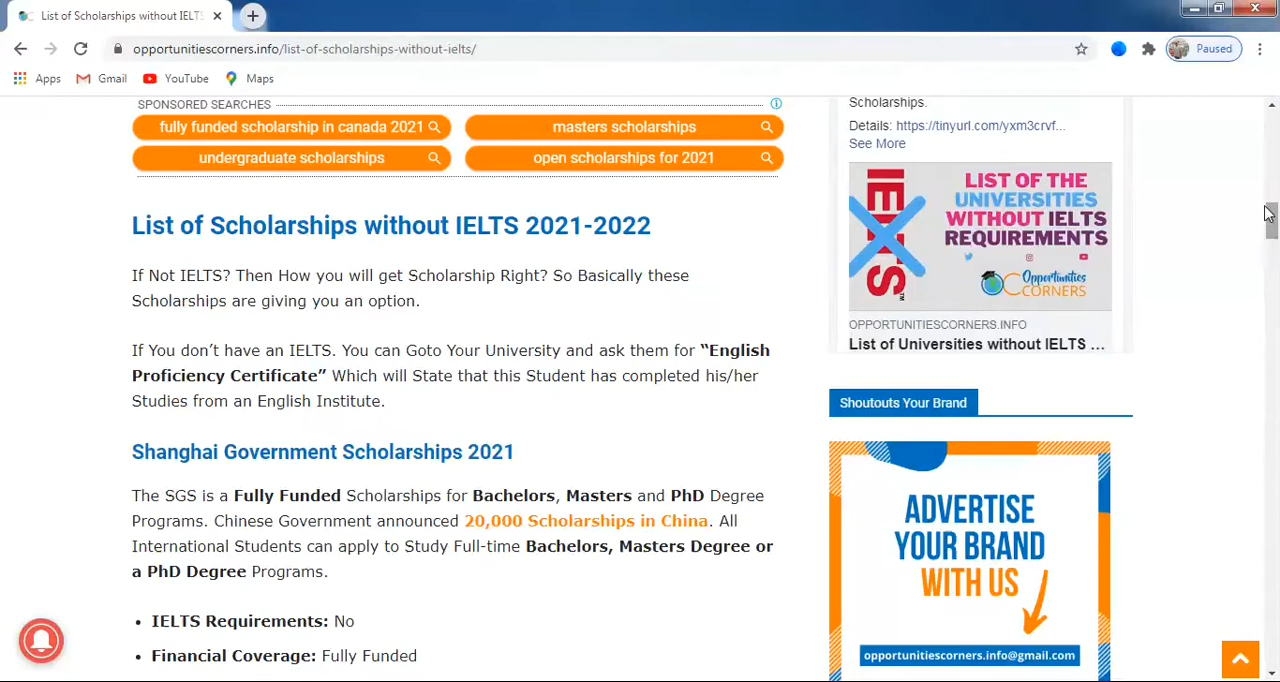 List of Scholarships without IELTS
opportunitiescorners.info/list-of-scholarships-without-ielts/
Paused
Apps
Gmail
YouTube
Maps
SPONSORED SEARCHES
fully funded scholarship in canada 2021
masters scholarships
undergraduate scholarships
open scholarships for 2021
List of Scholarships without IELTS 2021-2022
If Not IELTS? Then How you will get Scholarship Right? So Basically these
Scholarships are giving you an option.
If You don’t have an IELTS. You can Goto Your University and ask them for “English
Proficiency Certificate” Which will State that this Student has completed his/her
Studies from an English Institute.
Shanghai Government Scholarships 2021
The SGS is a Fully Funded Scholarships for Bachelors, Masters and PhD Degree
Programs. Chinese Government announced 20,000 Scholarships in China. All
International Students can apply to Study Full-time Bachelors, Masters Degree or
a PhD Degree Programs.
• IELTS Requirements: No
• Financial Coverage: Fully Funded
Scholarships.
Details: https://tinyurl.com/yxm3crvf...
See More
IELTS™
LIST OF THE
UNIVERSITIES
WITHOUT IELTS
REQUIREMENTS
Opportunities
CORNERS
OPPORTUNITIESCORNERS.INFO
List of Universities without IELTS ...
Shoutouts Your Brand
ADVERTISE
YOUR BRAND
WITH US
opportunitiescorners.info@gmail.com